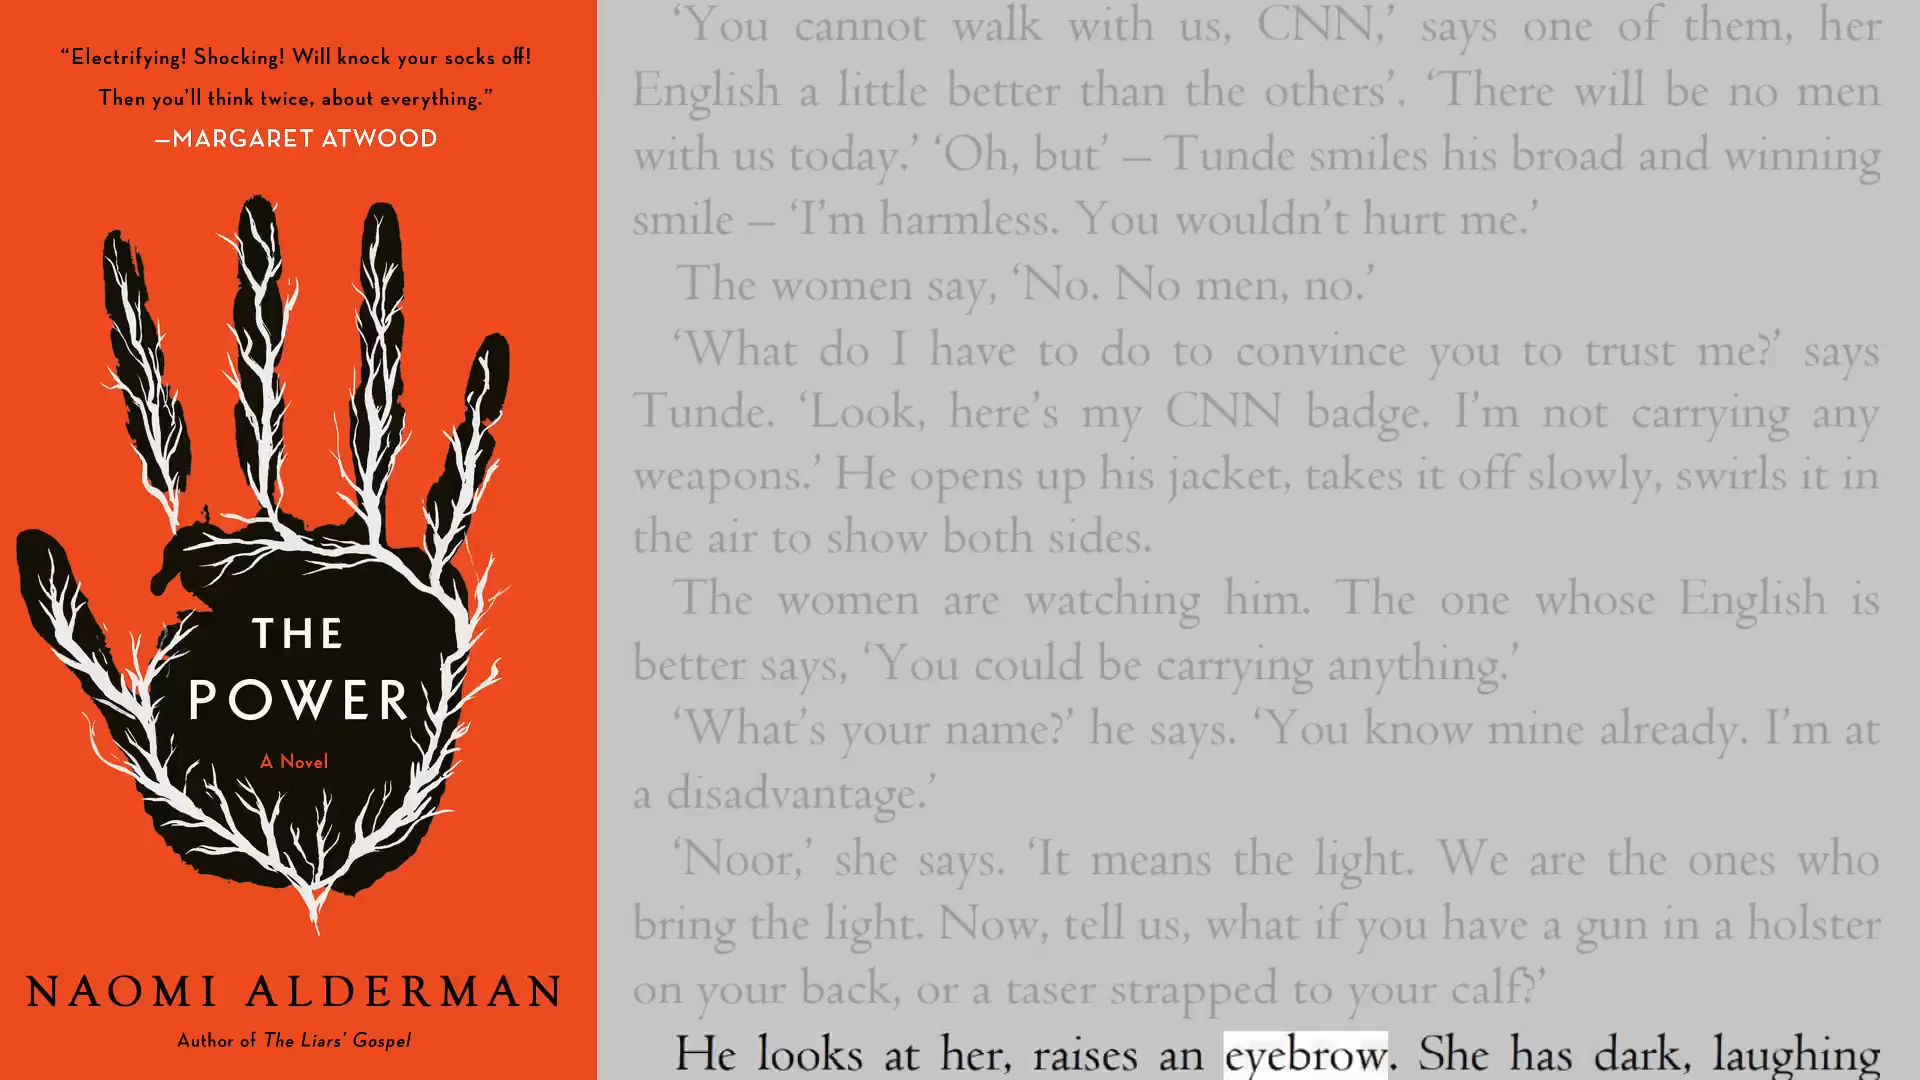 “Electrifying! Shocking! Will knock your socks off!
Then you’ll think twice, about everything.”
—MARGARET ATWOOD
THE
POWER
A Novel
NAOMI ALDERMAN
Author of The Liars’ Gospel
‘You cannot walk with us, CNN,’ says one of them, her
English a little better than the others’. ‘There will be no men
with us today.’ ‘Oh, but’ – Tunde smiles his broad and winning
smile – ‘I’m harmless. You wouldn’t hurt me.’
The women say, ‘No. No men, no.’
‘What do I have to do to convince you to trust me?’ says
Tunde. ‘Look, here’s my CNN badge. I’m not carrying any
weapons.’ He opens up his jacket, takes it off slowly, swirls it in
the air to show both sides.
The women are watching him. The one whose English is
better says, ‘You could be carrying anything.’
‘What’s your name?’ he says. ‘You know mine already. I’m at
a disadvantage.’
‘Noor,’ she says. ‘It means the light. We are the ones who
bring the light. Now, tell us, what if you have a gun in a holster
on your back, or a taser strapped to your calf?’
He looks at her, raises an eyebrow. She has dark, laughing